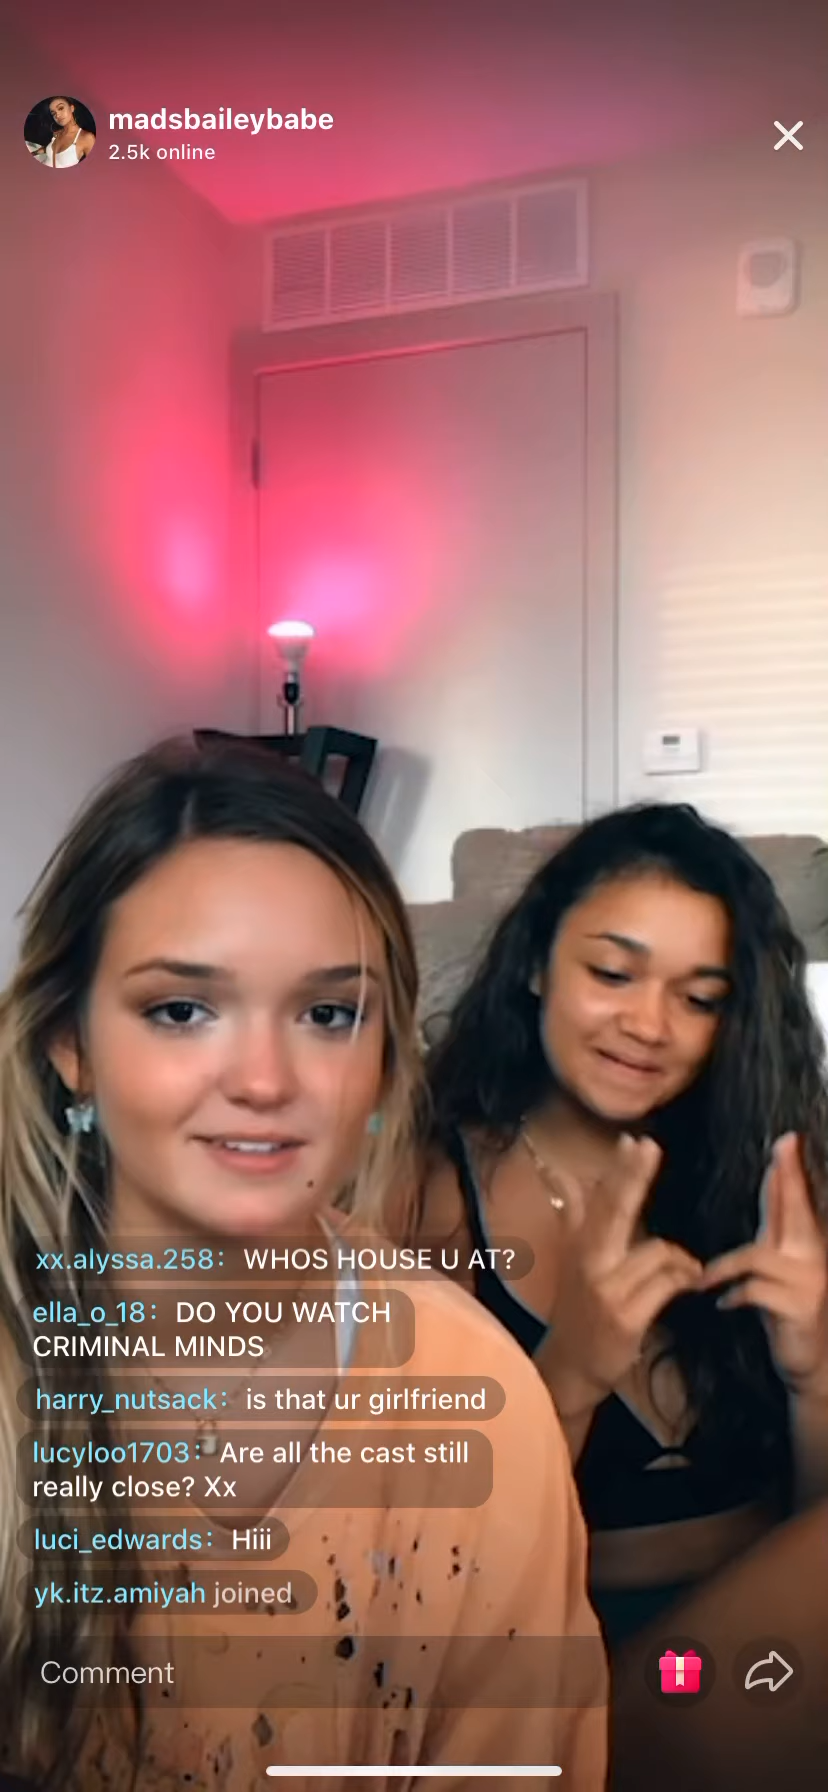 madsbaileybabe
2.5k online
xx.alyssa.258: WHOS HOUSE U AT?
ella_o_18: DO YOU WATCH
CRIMINAL MINDS
harry_nutsack: is that ur girlfriend
lucyloo1703: Are all the cast still
really close? Xx
luci_edwards: Hiii
yk.itz.amiyah joined
Comment